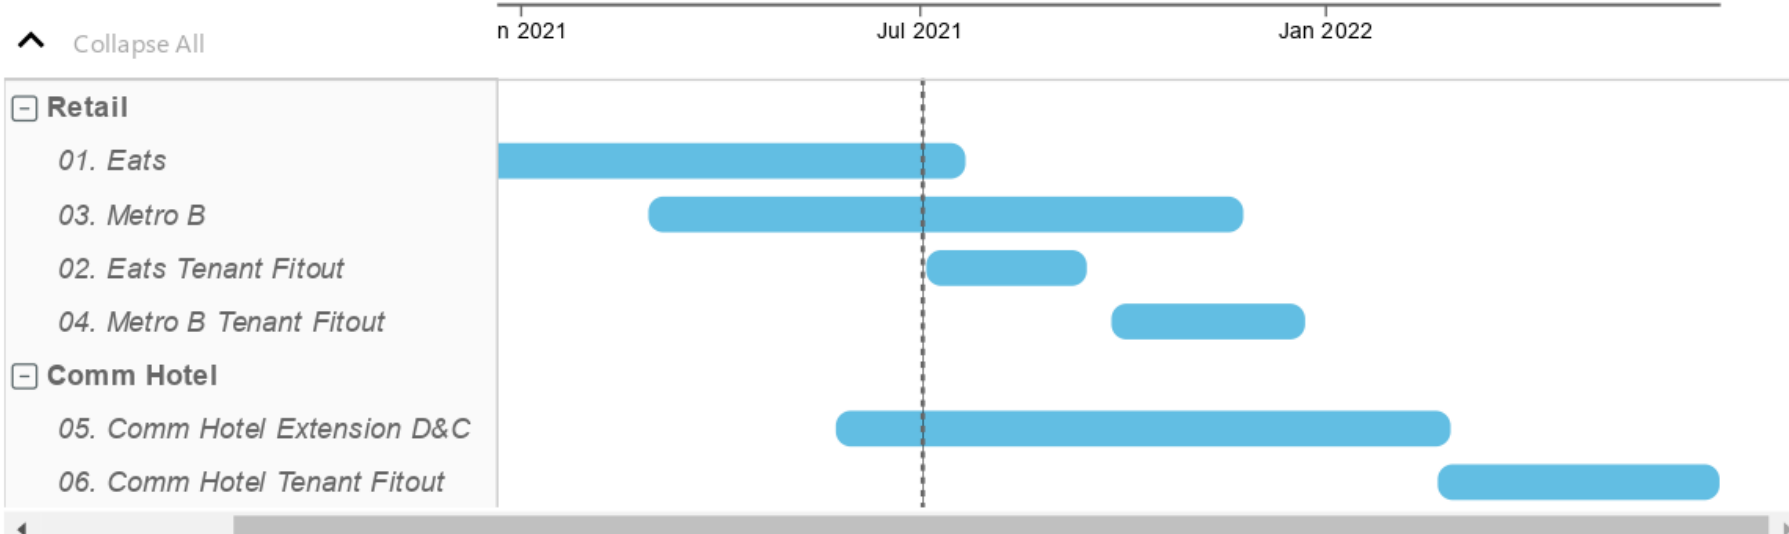 n 2021 Jul 2021 Jan 2022
Collapse All
Retail
01. Eats
03. Metro B
02. Eats Tenant Fitout
04. Metro B Tenant Fitout
Comm Hotel
05. Comm Hotel Extension D&C
06. Comm Hotel Tenant Fitout